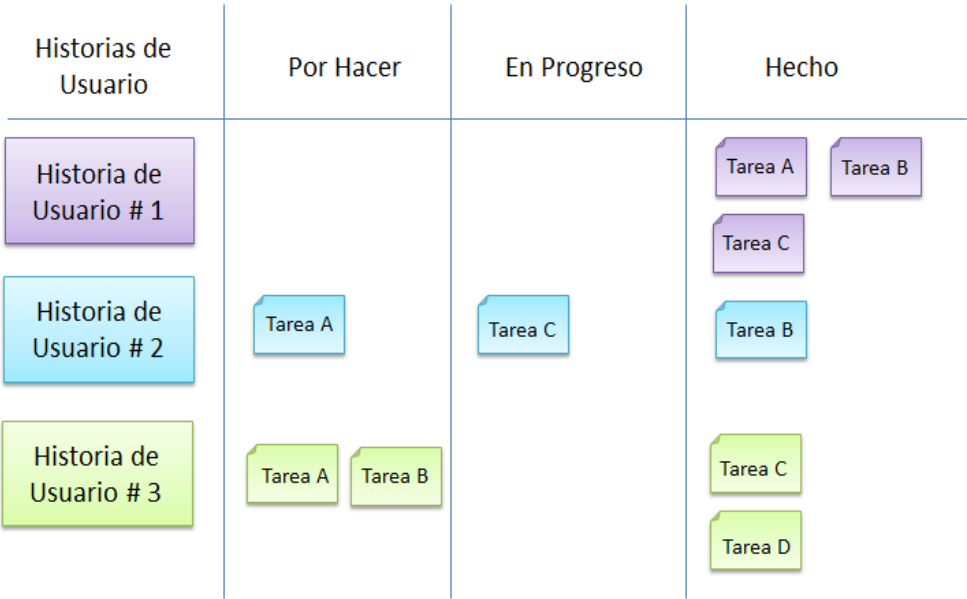 Historias de
Usuario
Por Hacer
En Progreso
Hecho
Historia de
Usuario # 1
Tarea A
Tarea B
Tarea C
Historia de
Usuario # 2
Tarea A
Tarea C
Tarea B
Historia de
Usuario # 3
Tarea A
Tarea B
Tarea C
Tarea D